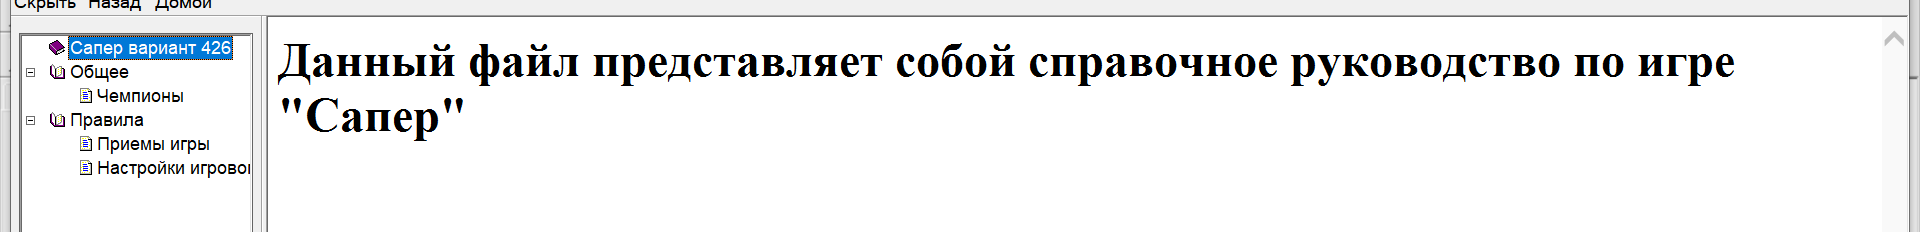 Скрыть Назад Домой
Сапер вариант 426
Общее
Чемпионы
Правила
Приемы игры
Настройки игрово
Данный файл представляет собой справочное руководство по игре
"Сапер"